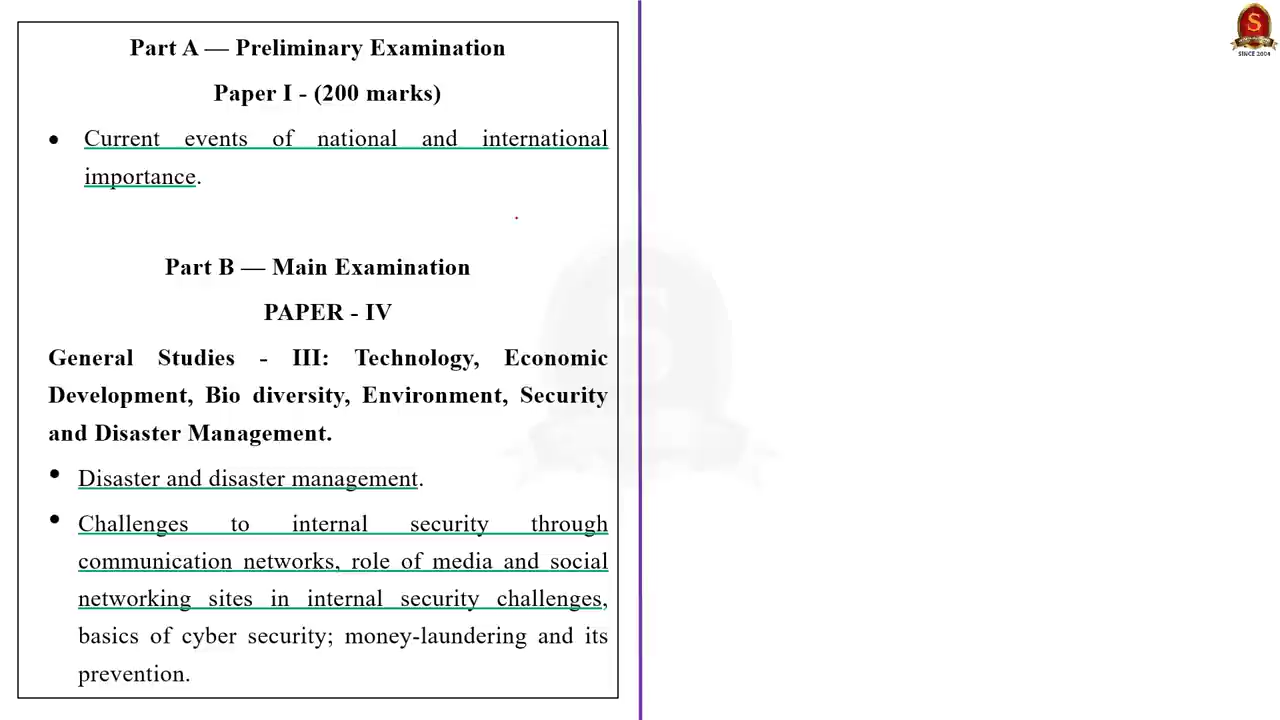 Part A — Preliminary Examination
Paper I - (200 marks)
• Current events of national and international
importance.
Part B — Main Examination
PAPER - IV
General Studies - III: Technology, Economic
Development, Bio diversity, Environment, Security
and Disaster Management.
• Disaster and disaster management.
• Challenges to internal security through
communication networks, role of media and social
networking sites in internal security challenges,
basics of cyber security; money-laundering and its
prevention.
S
SINCE 2004